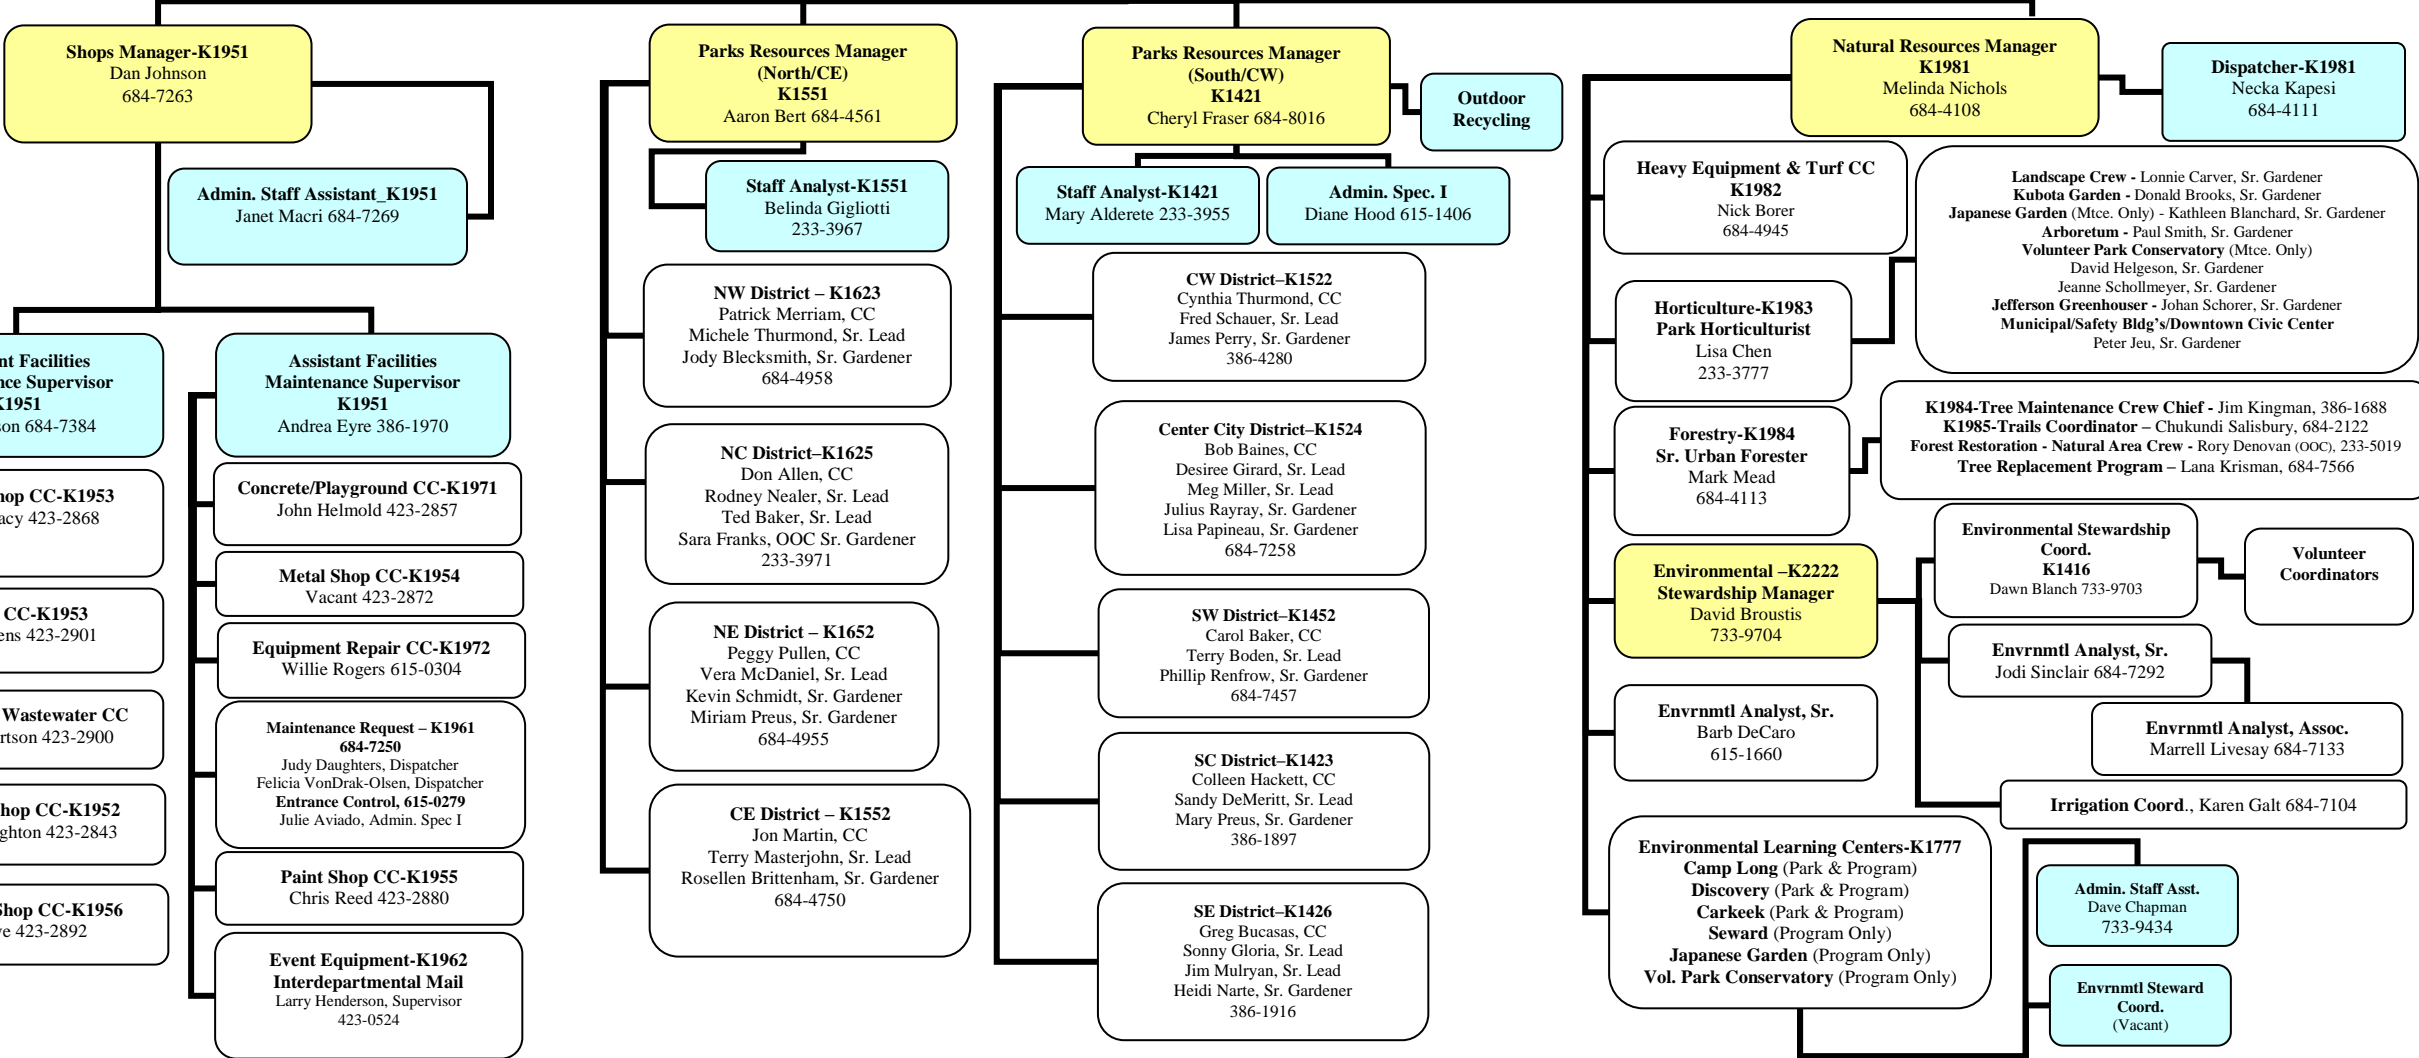 Shops Manager-K1951
Dan Johnson
684-7263
Admin. Staff Assistant_K1951
Janet Macri 684-7269
Facilities
Supervisor
K1951
684-7384
CC-K1953
423-2868
CC-K1953
423-2901
Wastewater CC
423-2900
CC-K1952
423-2843
CC-K1956
423-2892
Assistant Facilities
Maintenance Supervisor
K1951
Andrea Eyre 386-1970
Concrete/Playground CC-K1971
John Helmold 423-2857
Metal Shop CC-K1954
Vacant 423-2872
Equipment Repair CC-K1972
Willie Rogers 615-0304
Maintenance Request – K1961
684-7250
Judy Daughters, Dispatcher
Felicia VonDrak-Olsen, Dispatcher
Entrance Control, 615-0279
Julie Aviado, Admin. Spec I
Paint Shop CC-K1955
Chris Reed 423-2880
Event Equipment-K1962
Interdepartmental Mail
Larry Henderson, Supervisor
423-0524
Parks Resources Manager
(North/CE)
K1551
Aaron Bert 684-4561
Staff Analyst-K1551
Belinda Gigliotti
233-3967
NW District – K1623
Patrick Merriam, CC
Michele Thurmond, Sr. Lead
Jody Blecksmith, Sr. Gardener
684-4958
NC District–K1625
Don Allen, CC
Rodney Nealer, Sr. Lead
Ted Baker, Sr. Lead
Sara Franks, OOC Sr. Gardener
233-3971
NE District – K1652
Peggy Pullen, CC
Vera McDaniel, Sr. Lead
Kevin Schmidt, Sr. Gardener
Miriam Preus, Sr. Gardener
684-4955
CE District – K1552
Jon Martin, CC
Terry Masterjohn, Sr. Lead
Rosellen Brittenham, Sr. Gardener
684-4750
Parks Resources Manager
(South/CW)
K1421
Cheryl Fraser 684-8016
Outdoor
Recycling
Staff Analyst-K1421
Mary Alderete 233-3955
Admin. Spec. I
Diane Hood 615-1406
CW District–K1522
Cynthia Thurmond, CC
Fred Schauer, Sr. Lead
James Perry, Sr. Gardener
386-4280
Center City District–K1524
Bob Baines, CC
Desiree Girard, Sr. Lead
Meg Miller, Sr. Lead
Julius Rayray, Sr. Gardener
Lisa Papineau, Sr. Gardener
684-7258
SW District–K1452
Carol Baker, CC
Terry Boden, Sr. Lead
Phillip Renfrow, Sr. Gardener
684-7457
SC District–K1423
Colleen Hackett, CC
Sandy DeMeritt, Sr. Lead
Mary Preus, Sr. Gardener
386-1897
SE District–K1426
Greg Bucasas, CC
Sonny Gloria, Sr. Lead
Jim Mulryan, Sr. Lead
Heidi Narte, Sr. Gardener
386-1916
Natural Resources Manager
K1981
Melinda Nichols
684-4108
Dispatcher-K1981
Necka Kapesi
684-4111
Heavy Equipment & Turf CC
K1982
Nick Borer
684-4945
Landscape Crew - Lonnie Carver, Sr. Gardener
Kubota Garden - Donald Brooks, Sr. Gardener
Japanese Garden (Mtce. Only) - Kathleen Blanchard, Sr. Gardener
Arboretum - Paul Smith, Sr. Gardener
Volunteer Park Conservatory (Mtce. Only)
David Helgeson, Sr. Gardener
Jeanne Schollmeyer, Sr. Gardener
Jefferson Greenhouser - Johan Schorer, Sr. Gardener
Municipal/Safety Bldg's/Downtown Civic Center
Peter Jeu, Sr. Gardener
Horticulture-K1983
Park Horticulturist
Lisa Chen
233-3777
Forestry-K1984
Sr. Urban Forester
Mark Mead
684-4113
K1984-Tree Maintenance Crew Chief - Jim Kingman, 386-1688
K1985-Trails Coordinator – Chukundi Salisbury, 684-2122
Forest Restoration - Natural Area Crew - Rory Denovan (OOC), 233-5019
Tree Replacement Program – Lana Krisman, 684-7566
Environmental –K2222
Stewardship Manager
David Broustis
733-9704
Environmental Stewardship
Coord.
K1416
Dawn Blanch 733-9703
Volunteer
Coordinators
Envrnmtl Analyst, Sr.
Jodi Sinclair 684-7292
Envrnmtl Analyst, Assoc.
Marrell Livesay 684-7133
Irrigation Coord., Karen Galt 684-7104
Envrnmtl Analyst, Sr.
Barb DeCaro
615-1660
Environmental Learning Centers-K1777
Camp Long (Park & Program)
Discovery (Park & Program)
Carkeek (Park & Program)
Seward (Program Only)
Japanese Garden (Program Only)
Vol. Park Conservatory (Program Only)
Admin. Staff Asst.
Dave Chapman
733-9434
Envrnmtl Steward
Coord.
(Vacant)